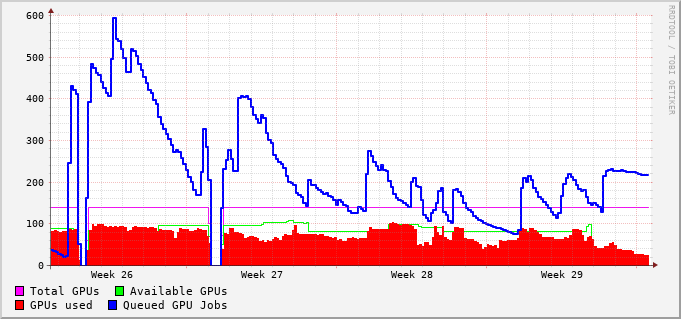 600
500
400
300
200
100
0
Week 26 Week 27 Week 28 Week 29
Total GPUs Available GPUs
GPUs used Queued GPU Jobs
RRDTOOL / TOBI OETIKER